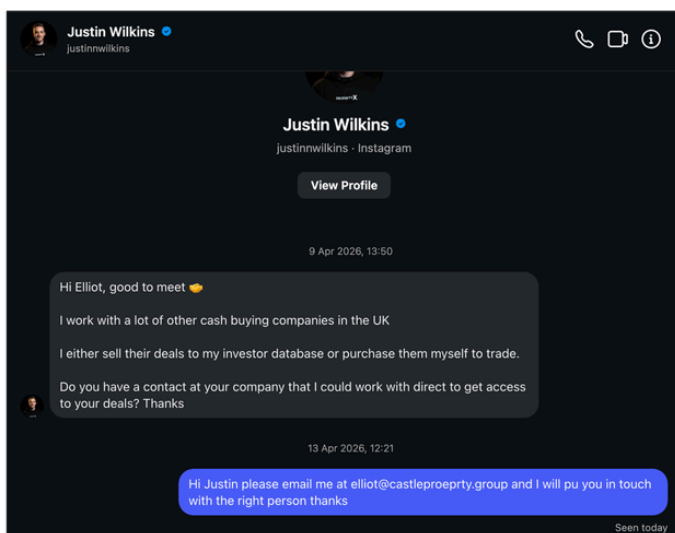 Justin Wilkins
justinnwilkins
Justin Wilkins
justinnwilkins · Instagram
View Profile
9 Apr 2026, 13:50
Hi Elliot, good to meet 🤝
I work with a lot of other cash buying companies in the UK
I either sell their deals to my investor database or purchase them myself to trade.
Do you have a contact at your company that I could work with direct to get access
to your deals? Thanks
13 Apr 2026, 12:21
Hi Justin please email me at elliot@castleproeprty.group and I will pu you in touch
with the right person thanks
Seen today